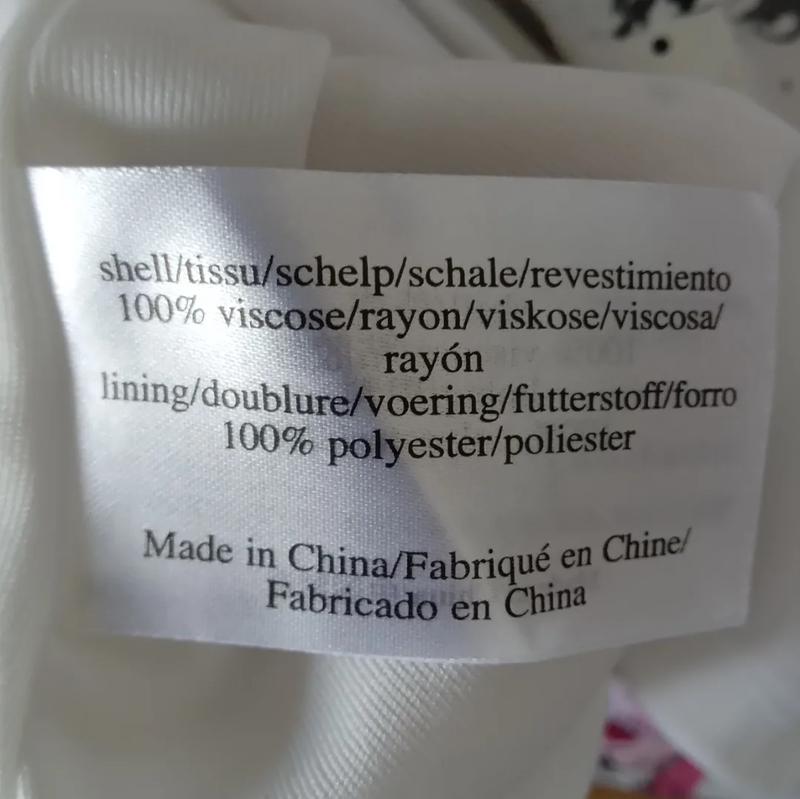 shell/tissu/schelp/schale/revestimiento
100% viscose/rayon/viskose/viscosa/
rayón
lining/doublure/voering/futterstoff/forro
100% polyester/poliester
Made in China/Fabriqué en Chine/
Fabricado en China